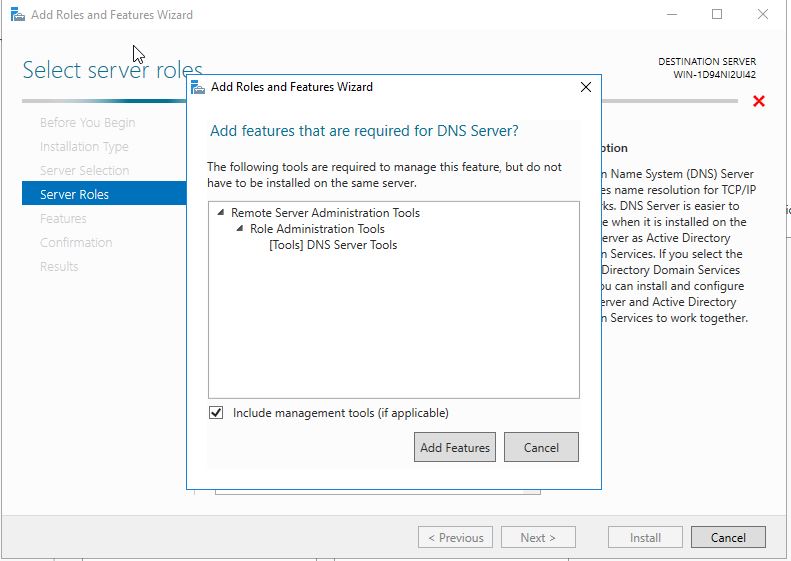 Add Roles and Features Wizard
Select server roles
DESTINATION SERVER
WIN-1D94NI2UI42
Before You Begin
Installation Type
Server Selection
Server Roles
Features
Confirmation
Results
Add Roles and Features Wizard
Add features that are required for DNS Server?
The following tools are required to manage this feature, but do not
have to be installed on the same server.
Remote Server Administration Tools
Role Administration Tools
[Tools] DNS Server Tools
Include management tools (if applicable)
Add Features
Cancel
Name System (DNS) Server
name resolution for TCP/IP
DNS Server is easier to
when it is installed on the
as Active Directory
Services. If you select the
Directory Domain Services
can install and configure
and Active Directory
Services to work together.
< Previous
Next >
Install
Cancel